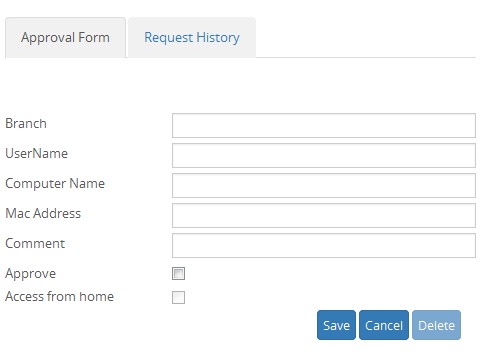 Approval Form Request History
Branch
UserName
Computer Name
Mac Address
Comment
Approve
Access from home
Save Cancel Delete